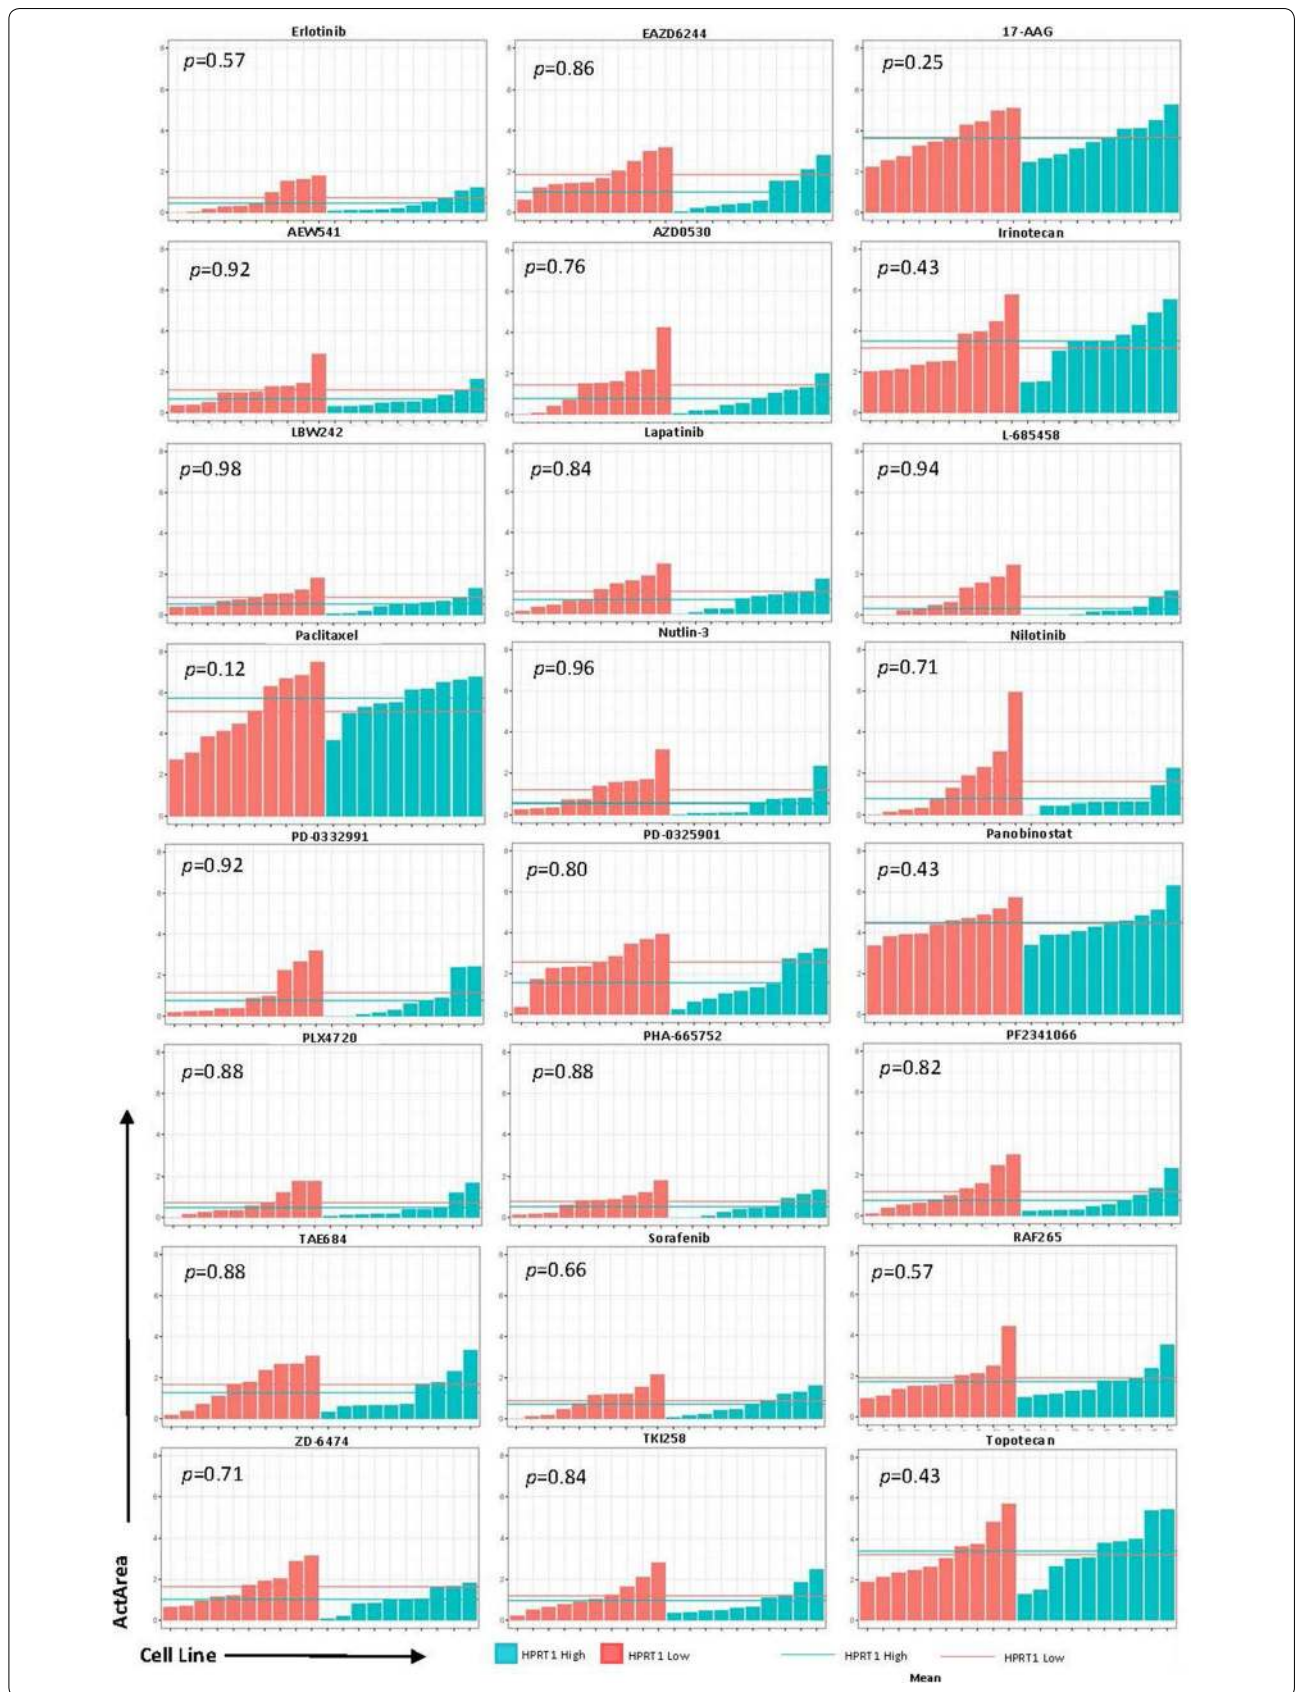 Erlotinib EAZD6244 17-AAG
p=0.57 p=0.86 p=0.25
AEW541 AZD0530 Irinotecan
p=0.92 p=0.76 p=0.43
LBW242 Lapatinib L-685458
p=0.98 p=0.84 p=0.94
Paclitaxel Nutlin-3 Nilotinib
p=0.12 p=0.96 p=0.71
PD-0332991 PD-0325901 Panobinostat
p=0.92 p=0.80 p=0.43
PLX4720 PHA-665752 PF2341066
p=0.88 p=0.88 p=0.82
TAE684 Sorafenib RAF265
p=0.88 p=0.66 p=0.57
ZD-6474 TKI258 Topotecan
p=0.71 p=0.84 p=0.43
ActArea
Cell Line
HPRT1 High HPRT1 Low HPRT1 High HPRT1 Low
Mean